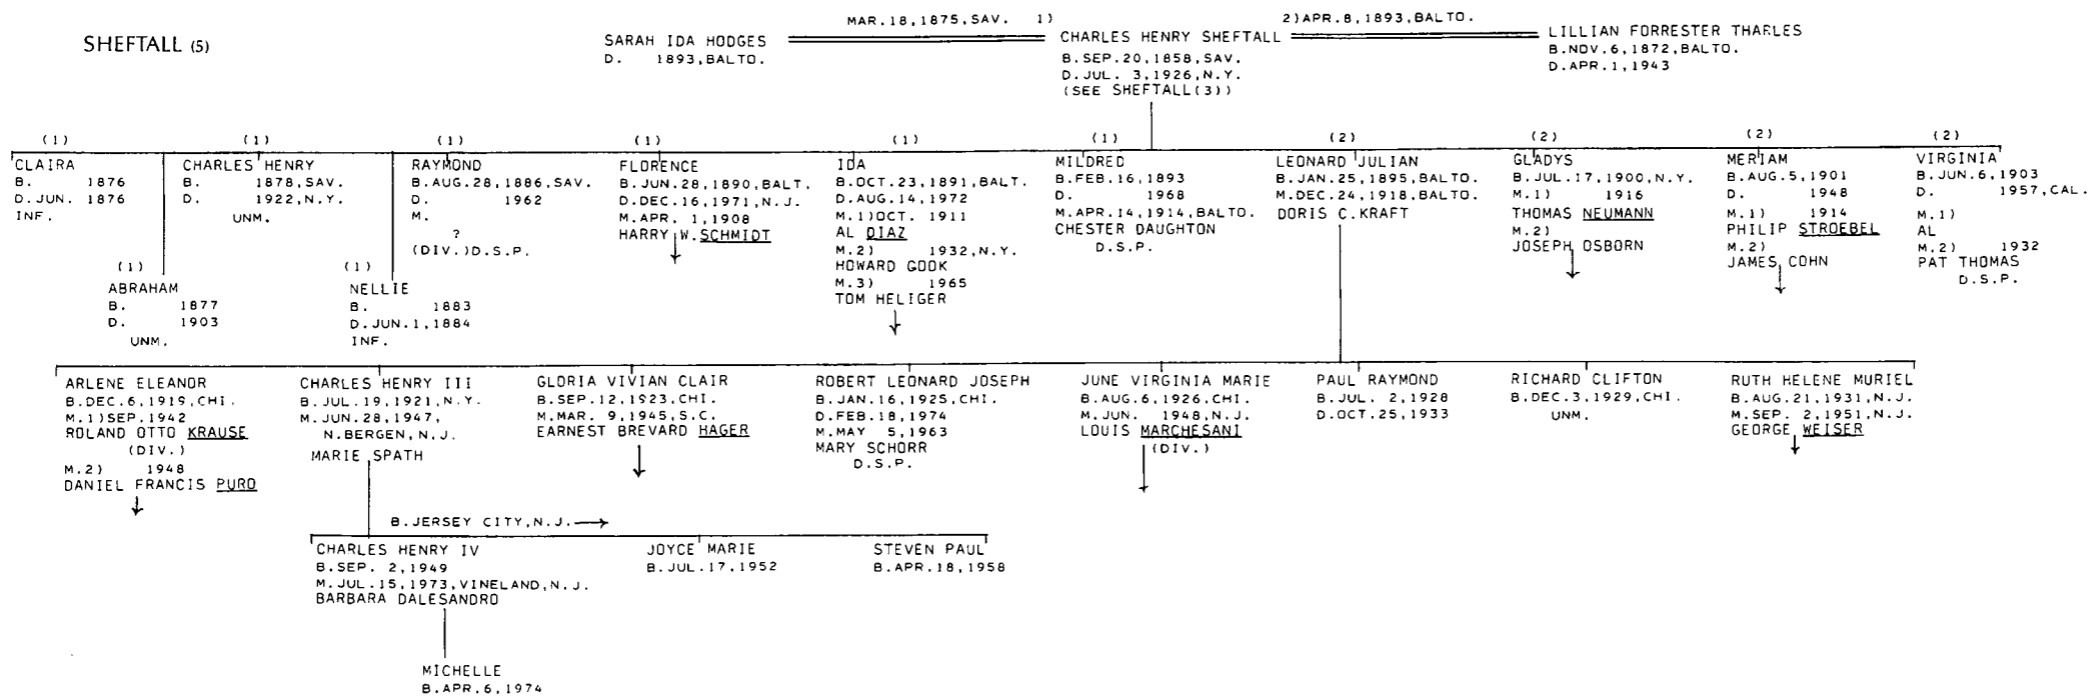 SHEFTALL (5)
MAR.18,1875,SAV. 1)
2)APR.8,1893,BALTO.
SARAH IDA HODGES
D. 1893,BALTO.
CHARLES HENRY SHEFTALL
B.SEP.20,1858,SAV.
D.JUL. 3,1926,N.Y.
(SEE SHEFTALL(3))
LILLIAN FORRESTER THARLES
B.NOV.6,1872,BALTO.
D.APR.1,1943
(1)
CLAIRA
B. 1876
D.JUN. 1876
INF.
(1)
ABRAHAM
B. 1877
D. 1903
UNM.
(1)
CHARLES HENRY
B. 1878,SAV.
D. 1922,N.Y.
UNM.
(1)
NELLIE
B. 1883
D.JUN.1,1884
INF.
(1)
RAYMOND
B.AUG.28,1886,SAV.
D. 1962
M.
?
(DIV.)D.S.P.
(1)
FLORENCE
B.JUN.28,1890,BALT.
D.DEC.16,1971,N.J.
M.APR. 1,1908
HARRY W.SCHMIDT
(1)
IDA
B.OCT.23,1891,BALT.
D.AUG.14,1972
M.1)OCT. 1911
AL DIAZ
M.2) 1932,N.Y.
HOWARD GOOK
M.3) 1965
TOM HELIGER
(1)
MILDRED
B.FEB.16,1893
D. 1968
M.APR.14,1914,BALTO.
CHESTER DAUGHTON
D.S.P.
(2)
LEONARD JULIAN
B.JAN.25,1895,BALTO.
M.DEC.24,1918,BALTO.
DORIS C.KRAFT
(2)
GLADYS
B.JUL.17,1900,N.Y.
M.1) 1916
THOMAS NEUMANN
M.2)
JOSEPH OSBORN
(2)
MERIAM
B.AUG.5,1901
D. 1948
M.1) 1914
PHILIP STROEBEL
M.2)
JAMES COHN
(2)
VIRGINIA
B.JUN.6,1903
D. 1957,CAL.
M.1)
AL
M.2) 1932
PAT THOMAS
D.S.P.
ARLENE ELEANOR
B.DEC.6,1919,CHI.
M.1)SEP,1942
ROLAND OTTO KRAUSE
(DIV.)
M.2) 1948
DANIEL FRANCIS PURO
CHARLES HENRY III
B.JUL.19,1921,N.Y.
M.JUN.28,1947,
N.BERGEN,N.J.
MARIE SPATH
GLORIA VIVIAN CLAIR
B.SEP.12,1923,CHI.
M.MAR. 9,1945,S.C.
EARNEST BREVARD HAGER
ROBERT LEONARD JOSEPH
B.JAN.16,1925,CHI.
D.FEB.18,1974
M.MAY 5,1963
MARY SCHORR
D.S.P.
JUNE VIRGINIA MARIE
B.AUG.6,1926,CHI.
M.JUN. 1948,N.J.
LOUIS MARCHESANI
(DIV.)
PAUL RAYMOND
B.JUL. 2,1928
D.OCT.25,1933
RICHARD CLIFTON
B.DEC.3,1929,CHI.
UNM.
RUTH HELENE MURIEL
B.AUG.21,1931,N.J.
M.SEP. 2,1951,N.J.
GEORGE WEISER
B.JERSEY CITY,N.J.→
CHARLES HENRY IV
B.SEP. 2,1949
M.JUL.15,1973,VINELAND,N.J.
BARBARA DALESANDRO
JOYCE MARIE
B.JUL.17,1952
STEVEN PAUL
B.APR.18,1958
MICHELLE
B.APR.6,1974